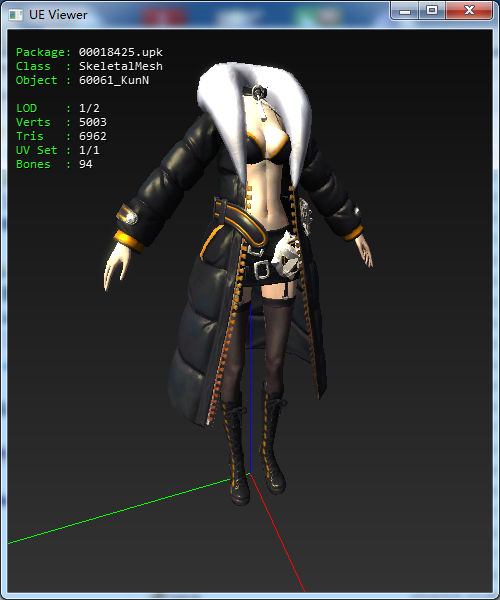 UE Viewer
Package: 00018425.upk
Class : SkeletalMesh
Object : 60061_KunN
LOD : 1/2
Verts : 5003
Tris : 6962
UV Set : 1/1
Bones : 94